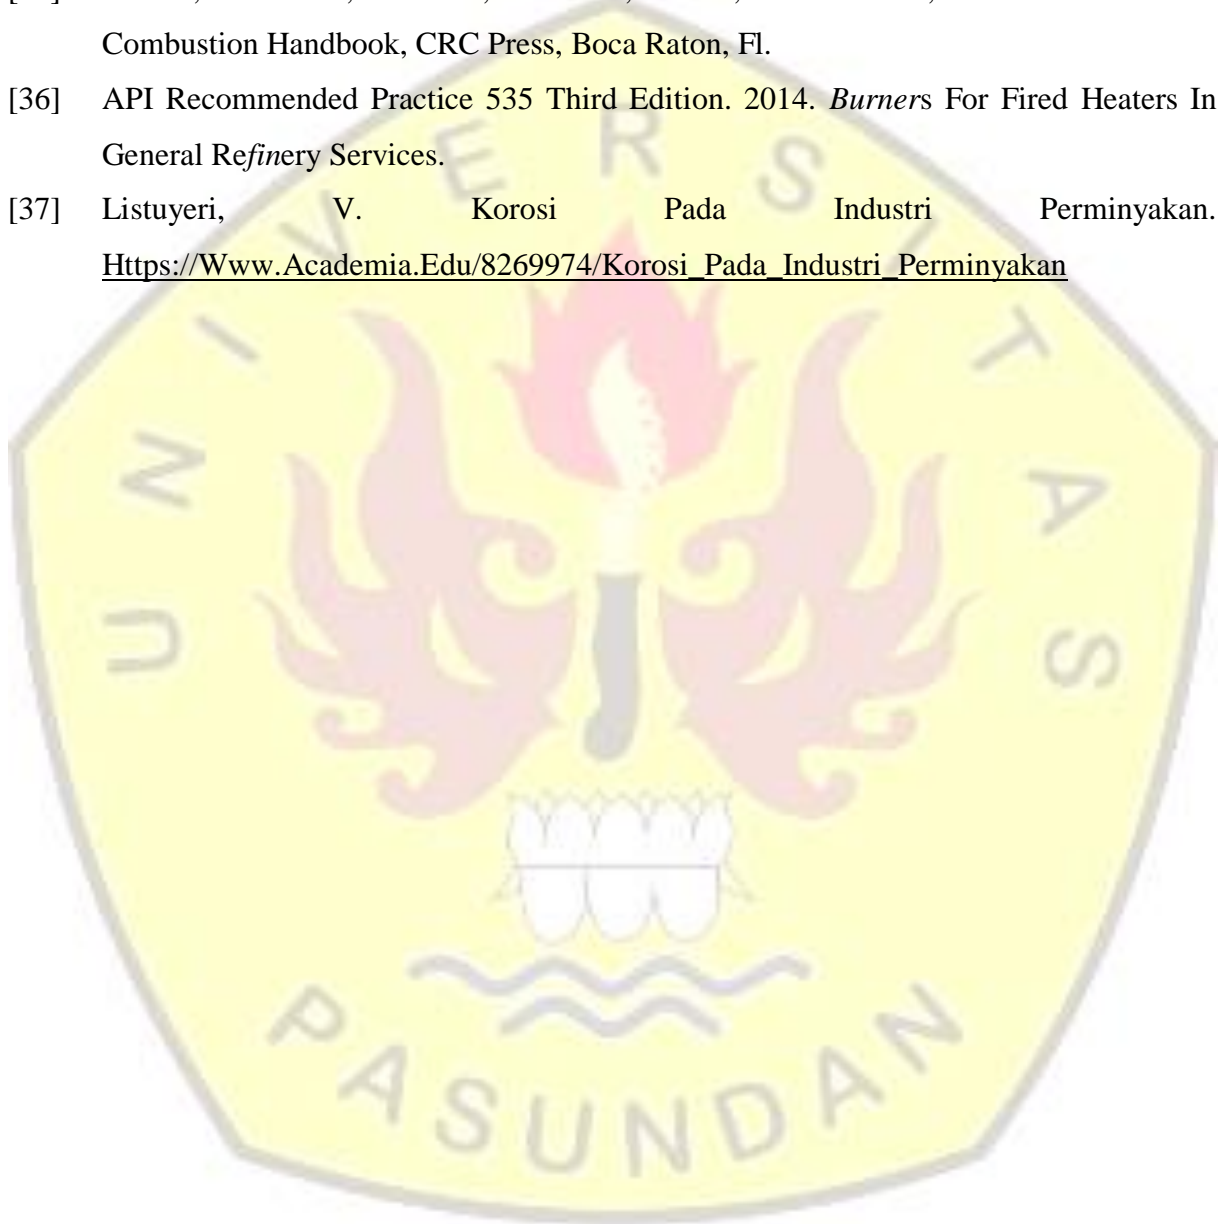 Combustion Handbook, CRC Press, Boca Raton, Fl.
[36] API Recommended Practice 535 Third Edition. 2014. Burners For Fired Heaters In
General Refinery Services.
[37] Listuyeri, V. Korosi Pada Industri Perminyakan.
Https://Www.Academia.Edu/8269974/Korosi_Pada_Industri_Perminyakan
UNIVERSITAS
PASUNDAN